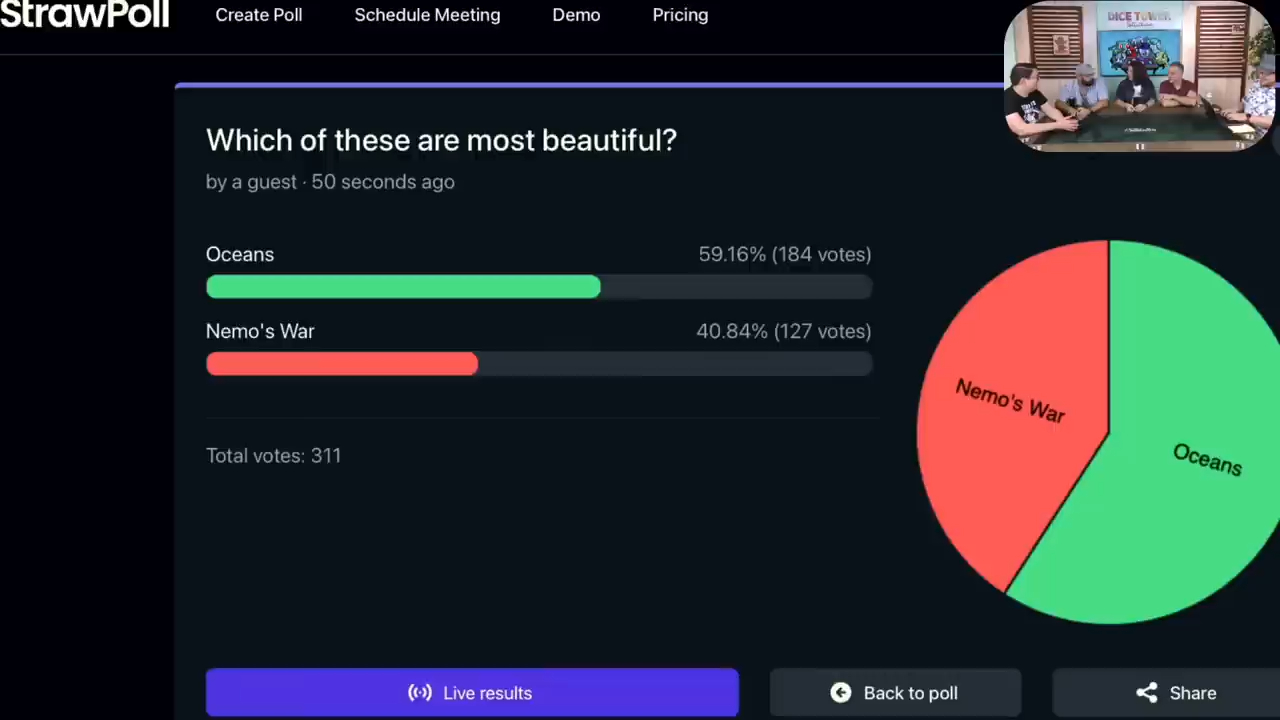 StrawPoll
Create Poll
Schedule Meeting
Demo
Pricing
DICE TOWER
Which of these are most beautiful?
by a guest · 50 seconds ago
Oceans
59.16% (184 votes)
Nemo's War
40.84% (127 votes)
Total votes: 311
Nemo's War
Oceans
Live results
Back to poll
Share